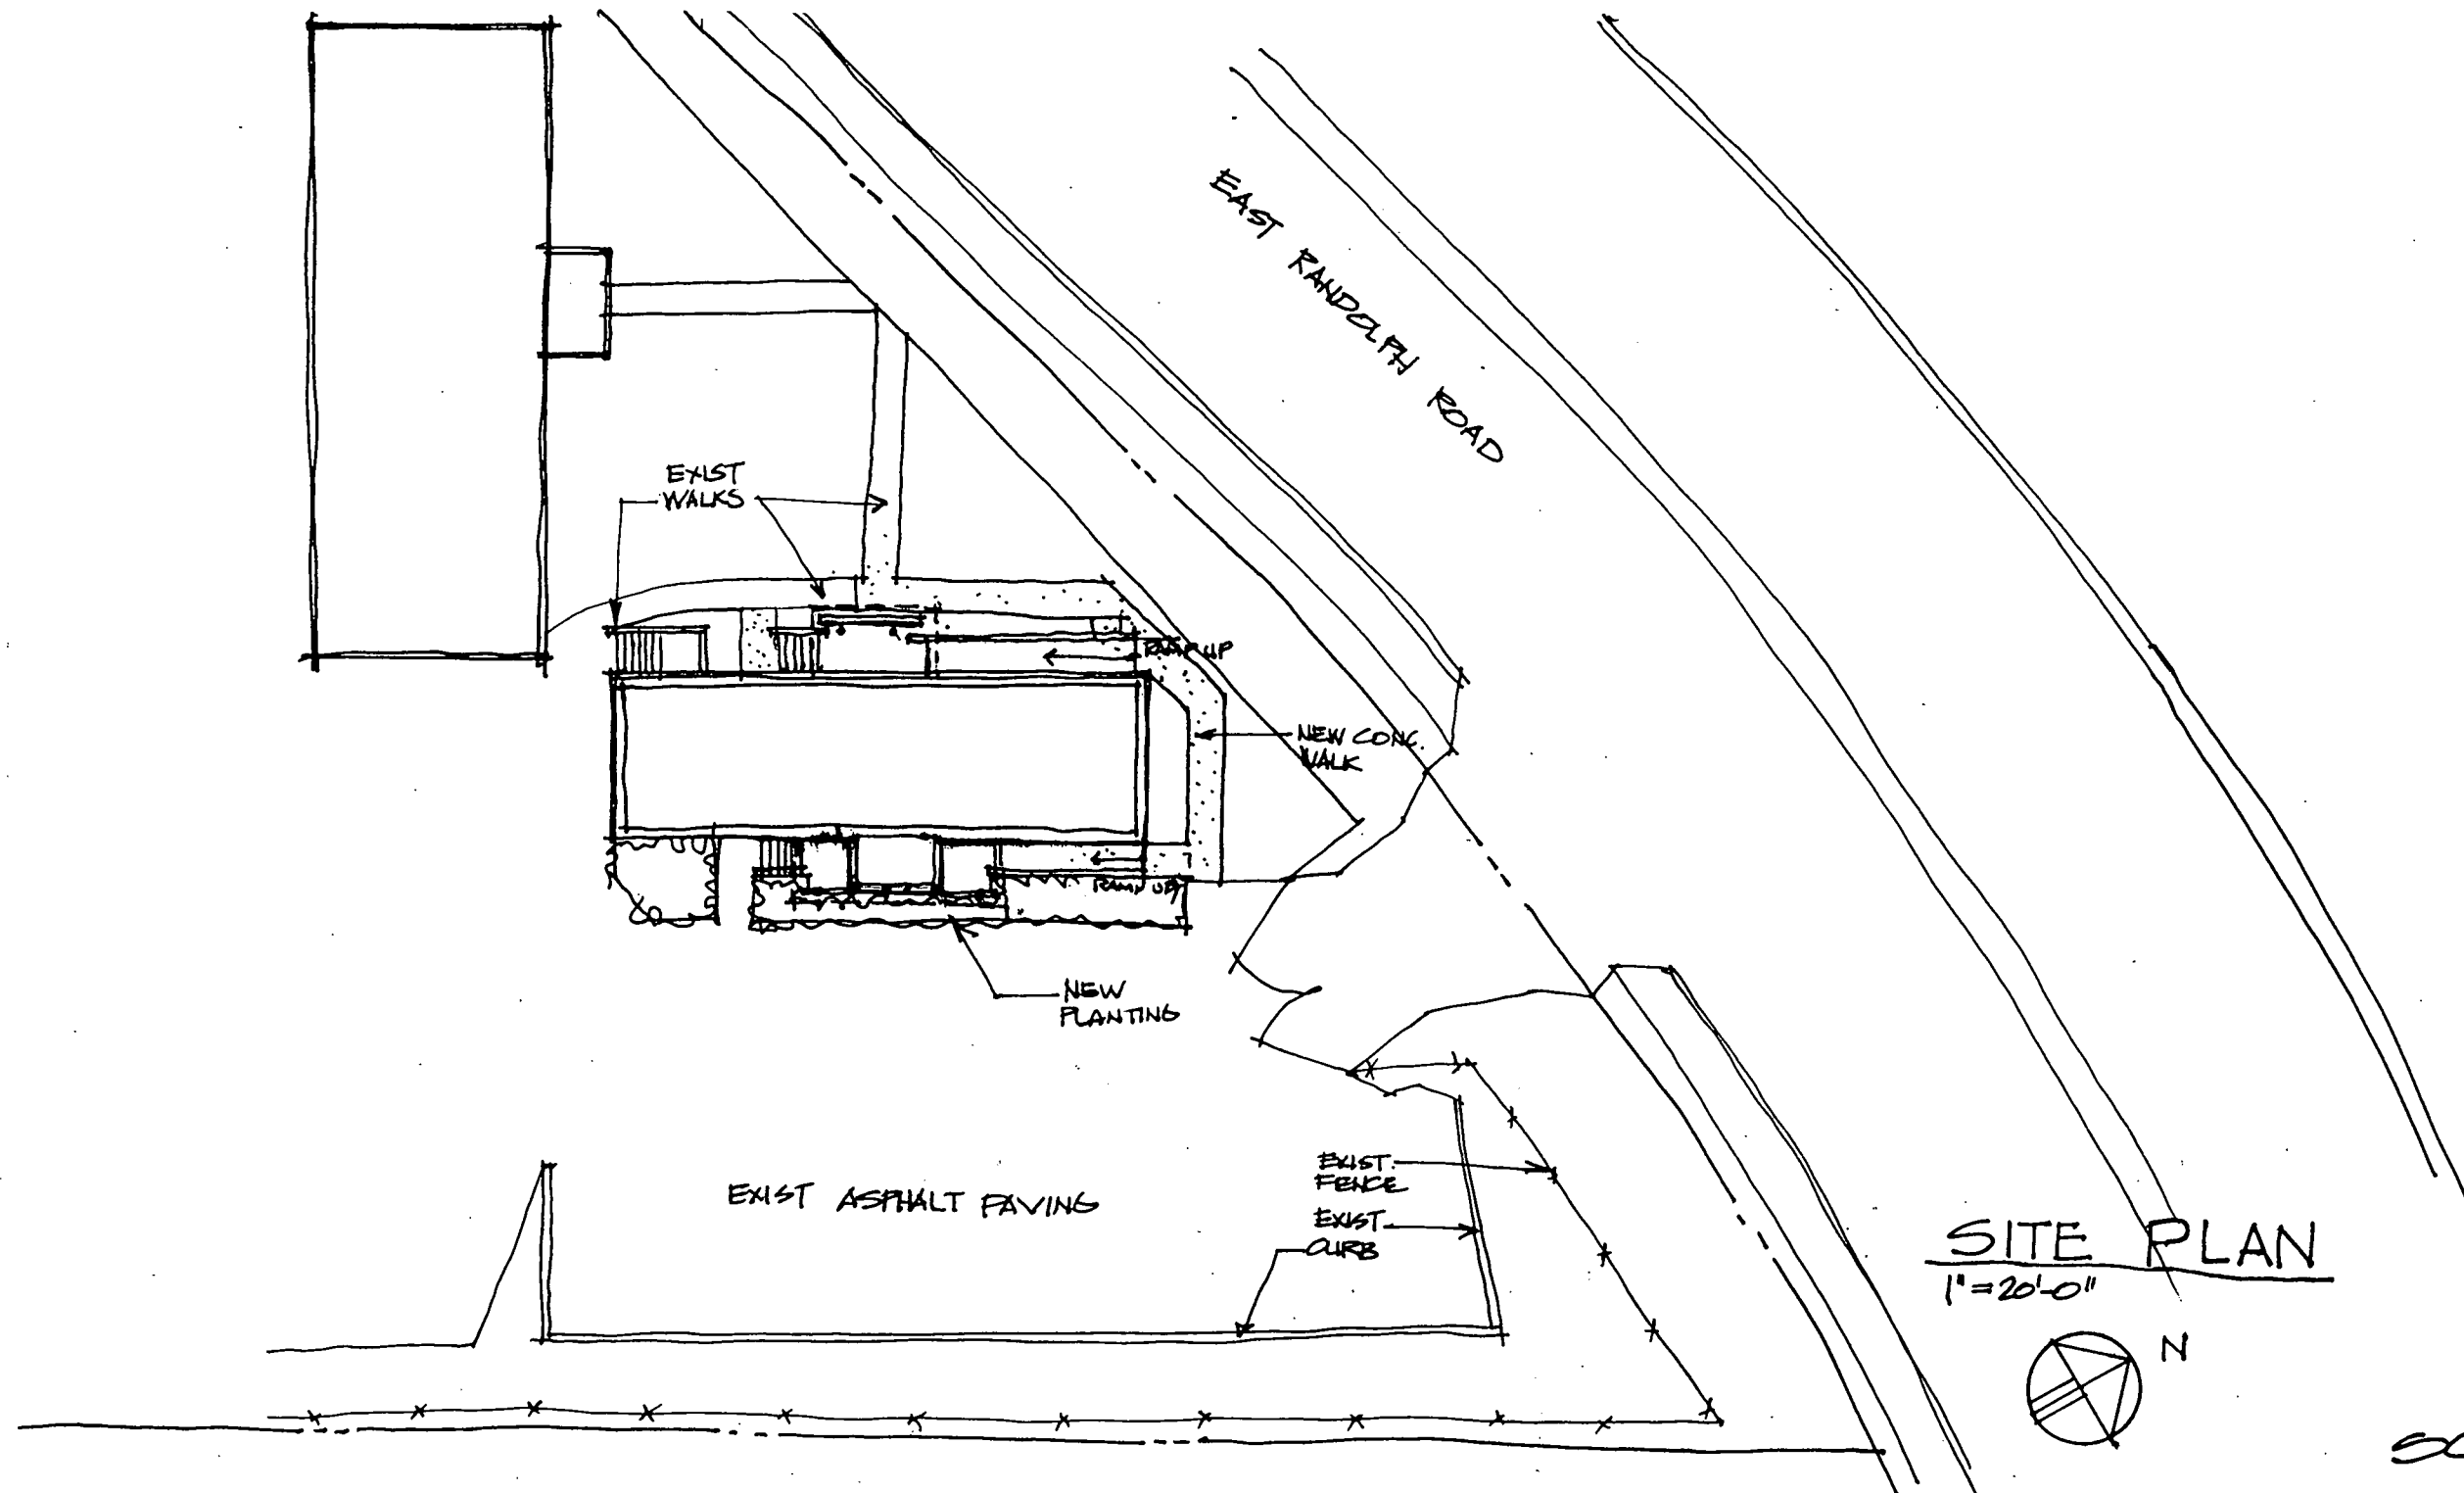 EAST RANDOLPH ROAD
EXIST
WALKS
RAMP UP
NEW CONC.
WALK
RAMP UP
NEW
PLANTING
EXIST.
FENCE
EXIST ASPHALT PAVING
EXIST
CURB
SITE PLAN
1"=20'-0"
N